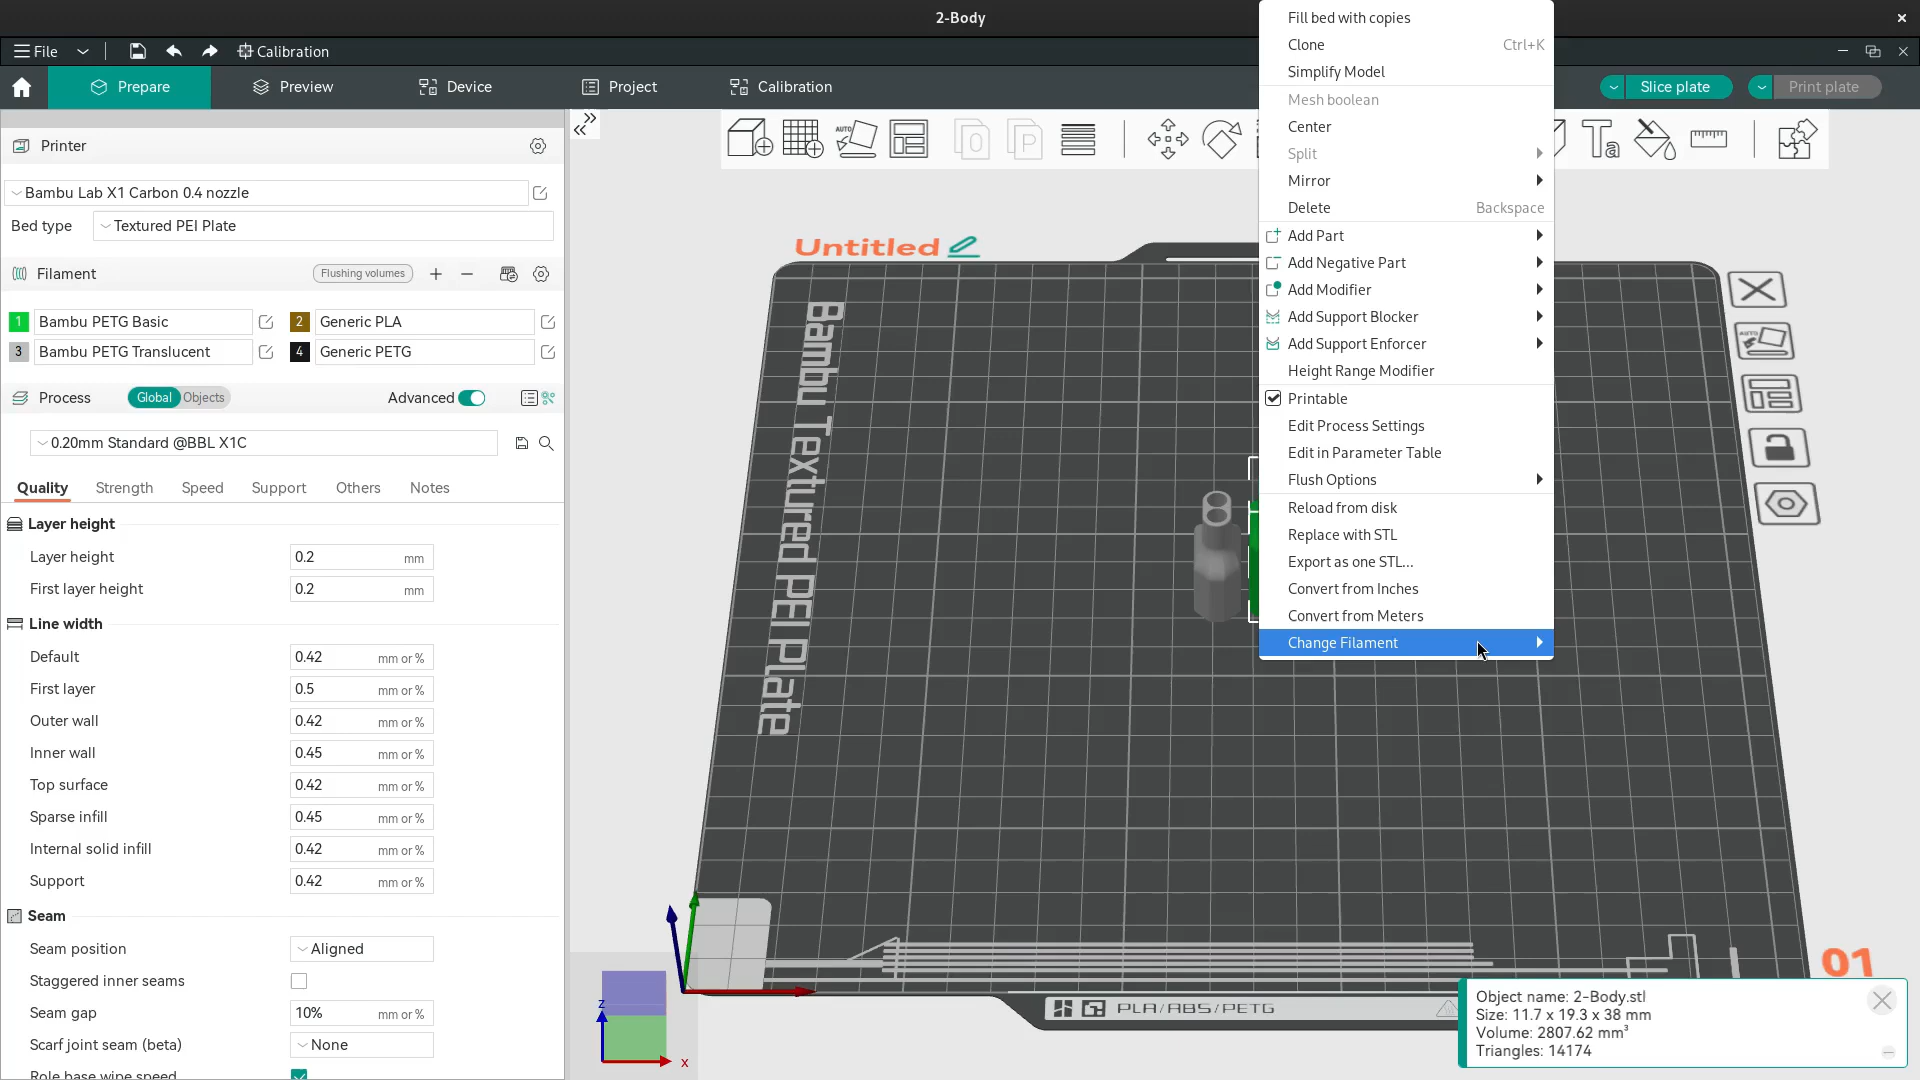 2-Body
File
Calibration
Prepare
Preview
Device
Project
Calibration
Slice plate
Print plate
Printer
Bambu Lab X1 Carbon 0.4 nozzle
Bed type
Textured PEI Plate
Filament
Flushing volumes
1 Bambu PETG Basic
2 Generic PLA
3 Bambu PETG Translucent
4 Generic PETG
Process
Global Objects
Advanced
0.20mm Standard @BBL X1C
Quality
Strength
Speed
Support
Others
Notes
Layer height
Layer height 0.2 mm
First layer height 0.2 mm
Line width
Default 0.42 mm or %
First layer 0.5 mm or %
Outer wall 0.42 mm or %
Inner wall 0.45 mm or %
Top surface 0.42 mm or %
Sparse infill 0.45 mm or %
Internal solid infill 0.42 mm or %
Support 0.42 mm or %
Seam
Seam position Aligned
Staggered inner seams
Seam gap 10% mm or %
Scarf joint seam (beta) None
Role base wipe speed
AUTO
Untitled
Bambu Textured PEI Plate
Fill bed with copies
Clone Ctrl+K
Simplify Model
Mesh boolean
Center
Split
Mirror
Delete Backspace
Add Part
Add Negative Part
Add Modifier
Add Support Blocker
Add Support Enforcer
Height Range Modifier
Printable
Edit Process Settings
Edit in Parameter Table
Flush Options
Reload from disk
Replace with STL
Export as one STL...
Convert from Inches
Convert from Meters
Change Filament
AUTO
01
PLA/ABS/PETG
z
x
Object name: 2-Body.stl
Size: 11.7 x 19.3 x 38 mm
Volume: 2807.62 mm³
Triangles: 14174